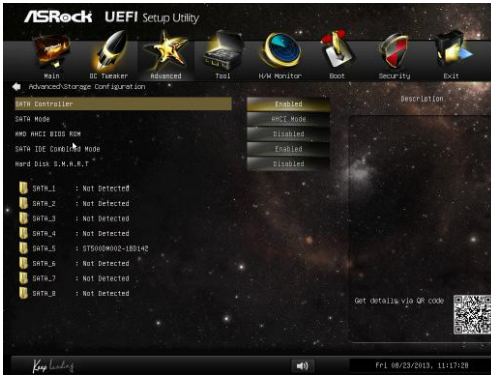 ASRock UEFI Setup Utility
Main OC Tweaker Advanced Tool H/W Monitor Boot Security Exit
Advanced\Storage Configuration
Description
SATA Controller Enabled
SATA Mode AHCI Mode
AMD AHCI BIOS ROM Disabled
SATA IDE Combined Mode Enabled
Hard Disk S.M.A.R.T Disabled
SATA_1 : Not Detected
SATA_2 : Not Detected
SATA_3 : Not Detected
SATA_4 : Not Detected
SATA_5 : ST500DM002-1BD142
SATA_6 : Not Detected
SATA_7 : Not Detected
SATA_8 : Not Detected
Get details via QR code
Keep Leading
Fri 08/23/2013, 11:17:28